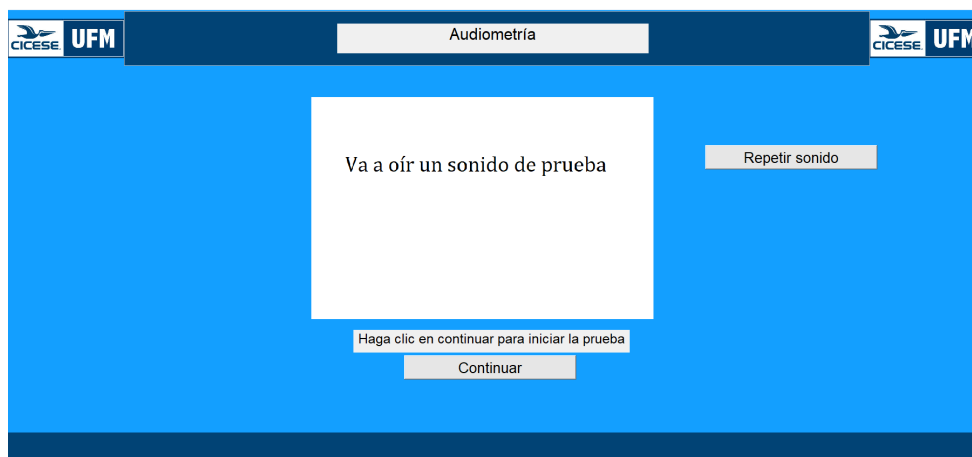 CICESE UFM
Audiometría
CICESE UFM
Va a oír un sonido de prueba
Repetir sonido
Haga clic en continuar para iniciar la prueba
Continuar